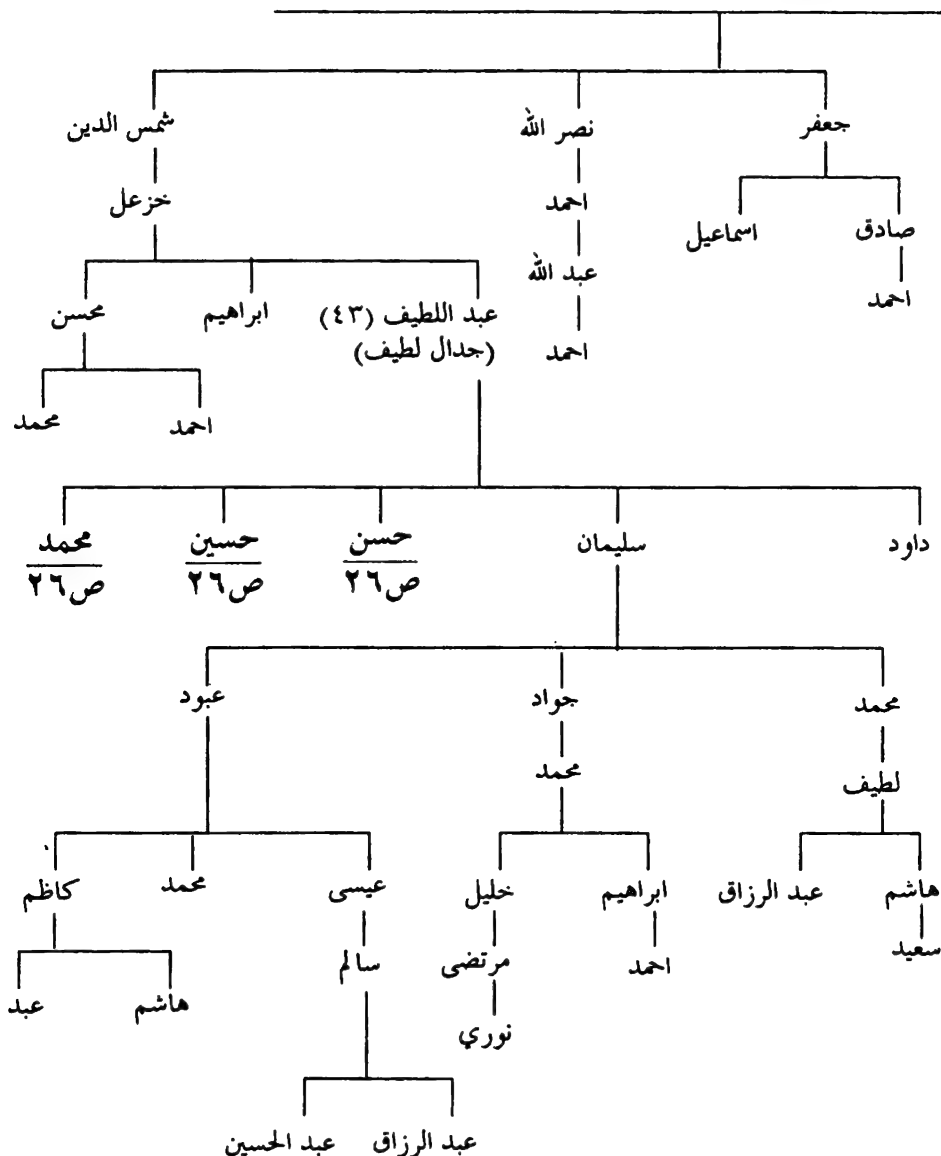 جعفر نصر الله شمس الدين
احمد خزعل
صادق اسماعيل
عبد الله
احمد عبد اللطيف (٤٣) ابراهيم محسن
احمد (جدال لطيف)
احمد محمد
داود سليمان حسن حسين محمد
ص٢٦ ص٢٦ ص٢٦
محمد جواد عبود
لطيف محمد
هاشم عبد الرزاق ابراهيم خليل عيسى محمد كاظم
سعيد احمد مرتضى سالم
هاشم عبد
نوري
عبد الرزاق عبد الحسين